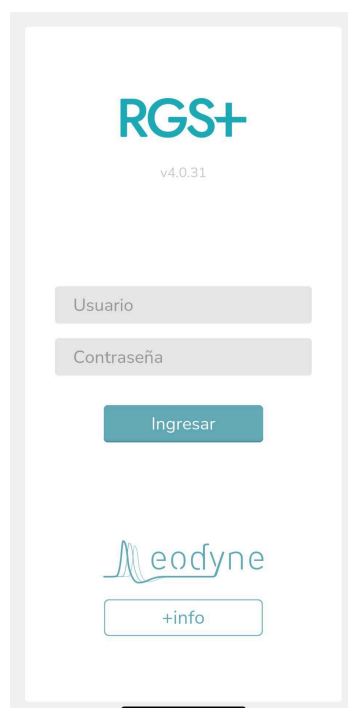 RGS+
v4.0.31
Usuario
Contraseña
Ingresar
eodyne
+info